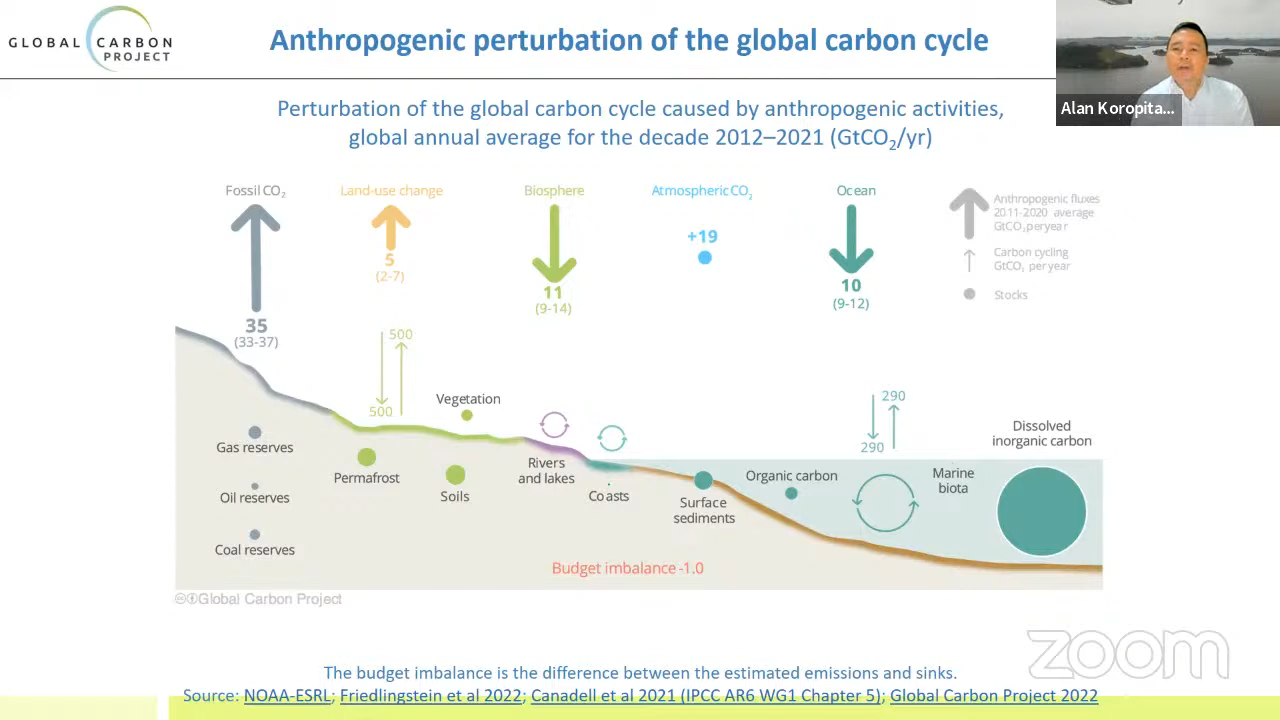 GLOBAL CARBON
PROJECT
Anthropogenic perturbation of the global carbon cycle
Alan Koropita...
Perturbation of the global carbon cycle caused by anthropogenic activities,
global annual average for the decade 2012–2021 (GtCO₂/yr)
Fossil CO₂
Land-use change
Biosphere
Atmospheric CO₂
Ocean
Anthropogenic fluxes
2011-2020 average
GtCO₂ per year
Carbon cycling
GtCO₂ per year
Stocks
+19
5
(2-7)
11
(9-14)
10
(9-12)
35
(33-37)
500
500
Vegetation
290
290
Gas reserves
Permafrost
Soils
Rivers
and lakes
Coasts
Surface
sediments
Organic carbon
Marine
biota
Dissolved
inorganic carbon
Oil reserves
Coal reserves
Budget imbalance -1.0
Global Carbon Project
zoom
The budget imbalance is the difference between the estimated emissions and sinks.
Source: NOAA-ESRL; Friedlingstein et al 2022; Canadell et al 2021 (IPCC AR6 WG1 Chapter 5); Global Carbon Project 2022